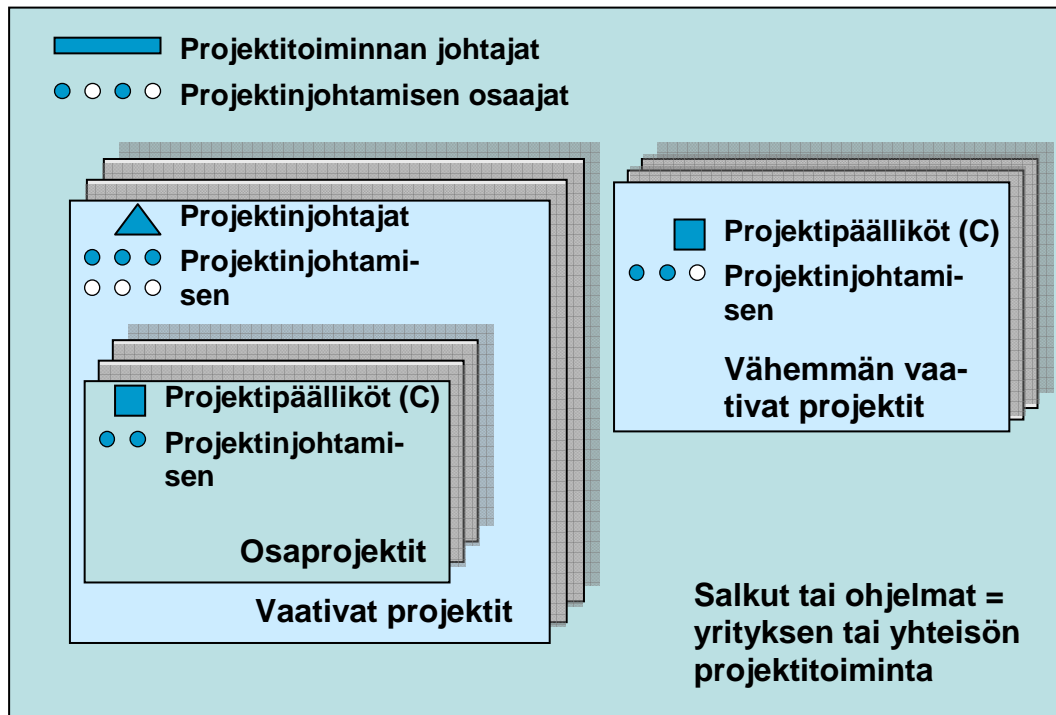 Projektitoiminnan johtajat
Projektinjohtamisen osaajat
Projektinjohtajat
Projektinjohtami-
sen
Projektipäälliköt (C)
Projektinjohtami-
sen
Osaprojektit
Vaativat projektit
Projektipäälliköt (C)
Projektinjohtami-
sen
Vähemmän vaa-
tivat projektit
Salkut tai ohjelmat =
yrityksen tai yhteisön
projektitoiminta